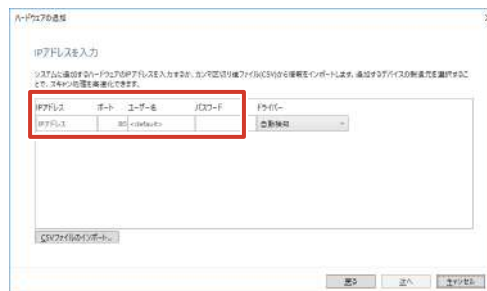 ハードウェアの追加
IPアドレスを入力
システムに追加するハードウェアのIPアドレスを入力するか、カンマ区切り値ファイル(CSV)から情報をインポートします。追加するデバイスの製造元を選択するこ
とで、スキャン処理を高速化できます。
IPアドレス ポート ユーザー名 パスワード ドライバー
IPアドレス 80 <default> 自動検知
CSVファイルのインポート...
戻る 次へ キャンセル